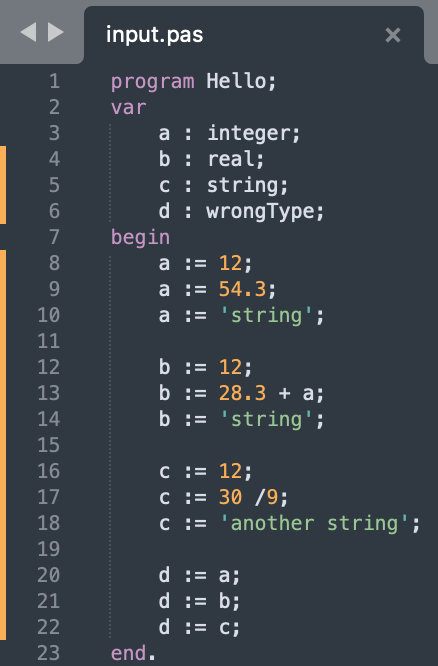 input.pas ×
1 program Hello;
2 var
3 a : integer;
4 b : real;
5 c : string;
6 d : wrongType;
7 begin
8 a := 12;
9 a := 54.3;
10 a := 'string';
11
12 b := 12;
13 b := 28.3 + a;
14 b := 'string';
15
16 c := 12;
17 c := 30 /9;
18 c := 'another string';
19
20 d := a;
21 d := b;
22 d := c;
23 end.